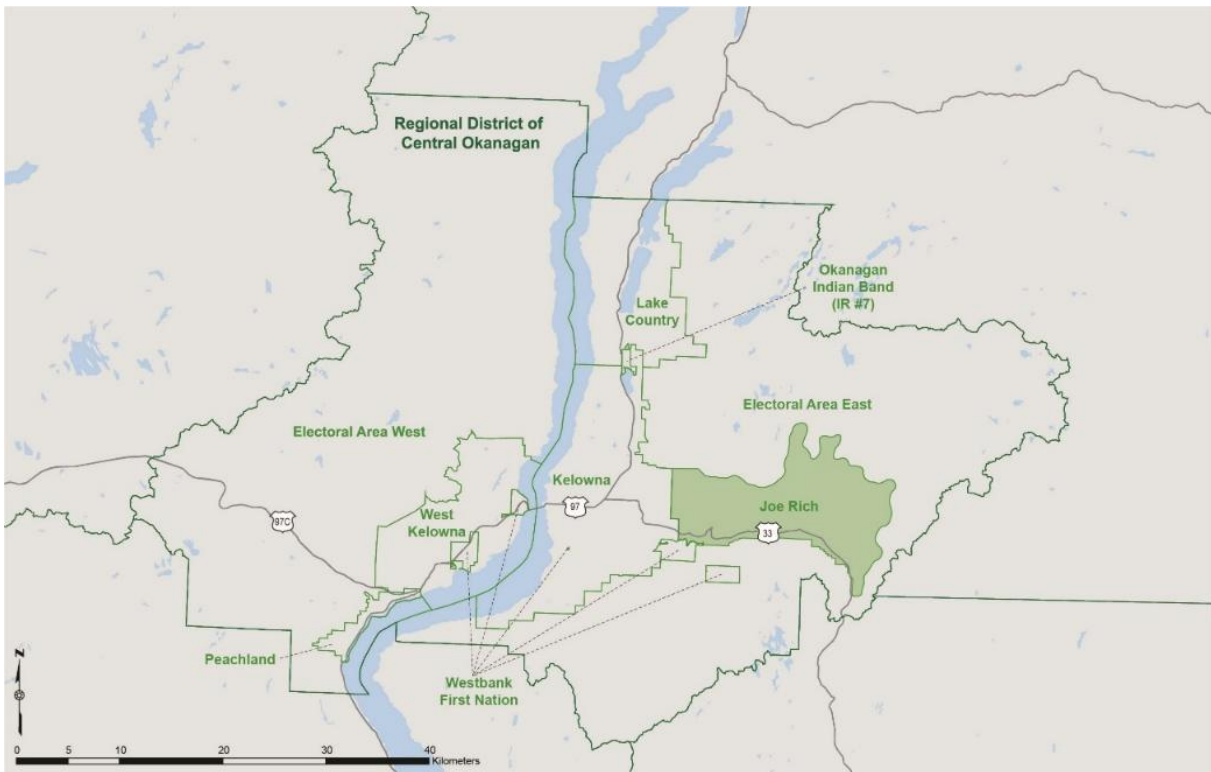 Regional District of
Central Okanagan
Okanagan
Indian Band
(IR #7)
Lake
Country
Electoral Area East
Electoral Area West
Kelowna
West
Kelowna
97
Joe Rich
97C
33
Peachland
Westbank
First Nation
N
0 5 10 20 30 40
Kilometers